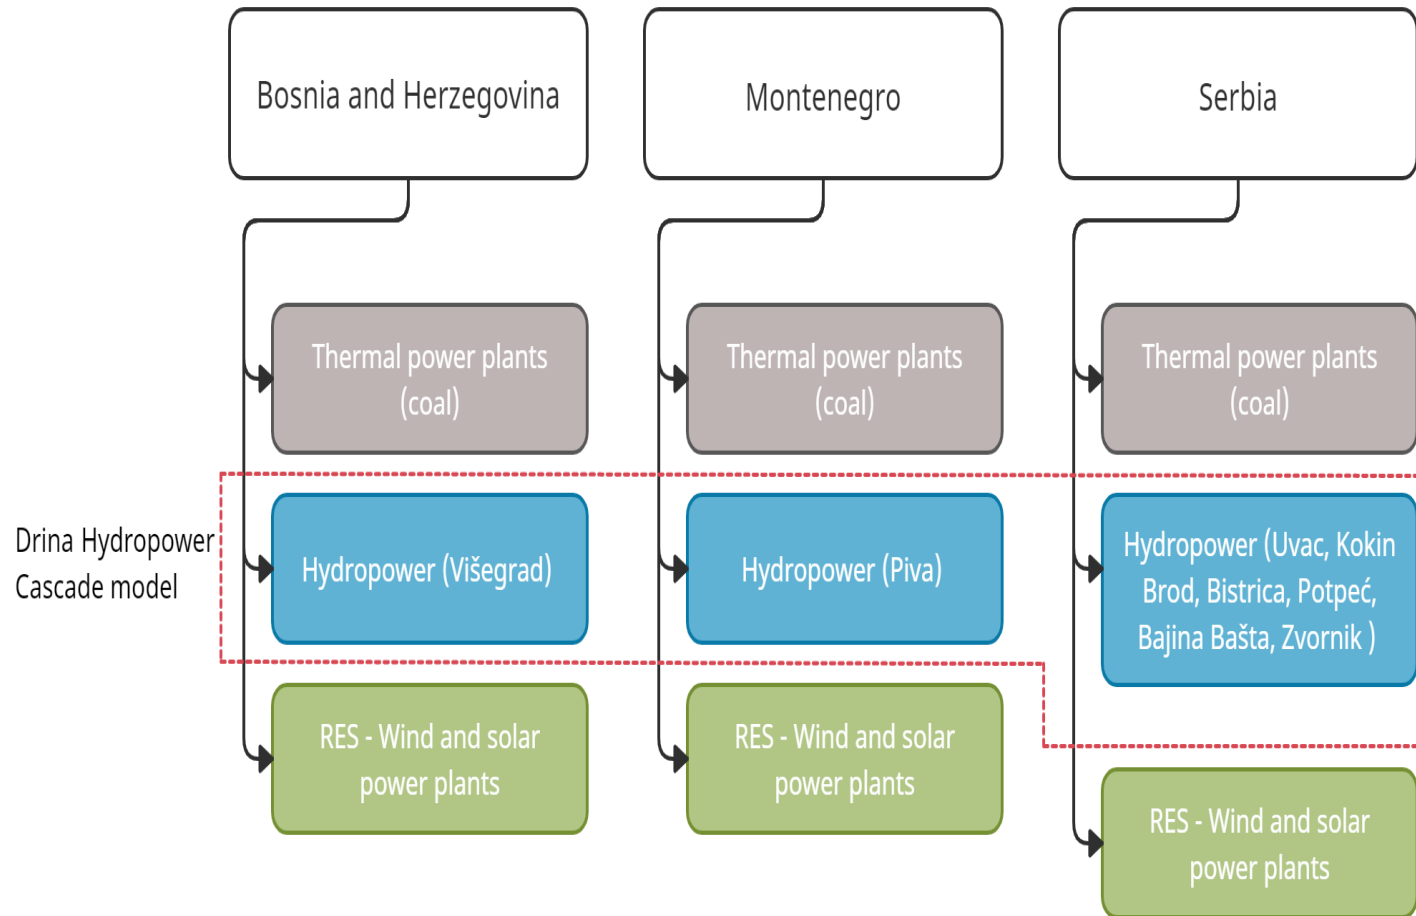 Bosnia and Herzegovina
Montenegro
Serbia
Thermal power plants
(coal)
Thermal power plants
(coal)
Thermal power plants
(coal)
Drina Hydropower
Cascade model
Hydropower (Višegrad)
Hydropower (Piva)
Hydropower (Uvac, Kokin
Brod, Bistrica, Potpeć,
Bajina Bašta, Zvornik )
RES - Wind and solar
power plants
RES - Wind and solar
power plants
RES - Wind and solar
power plants